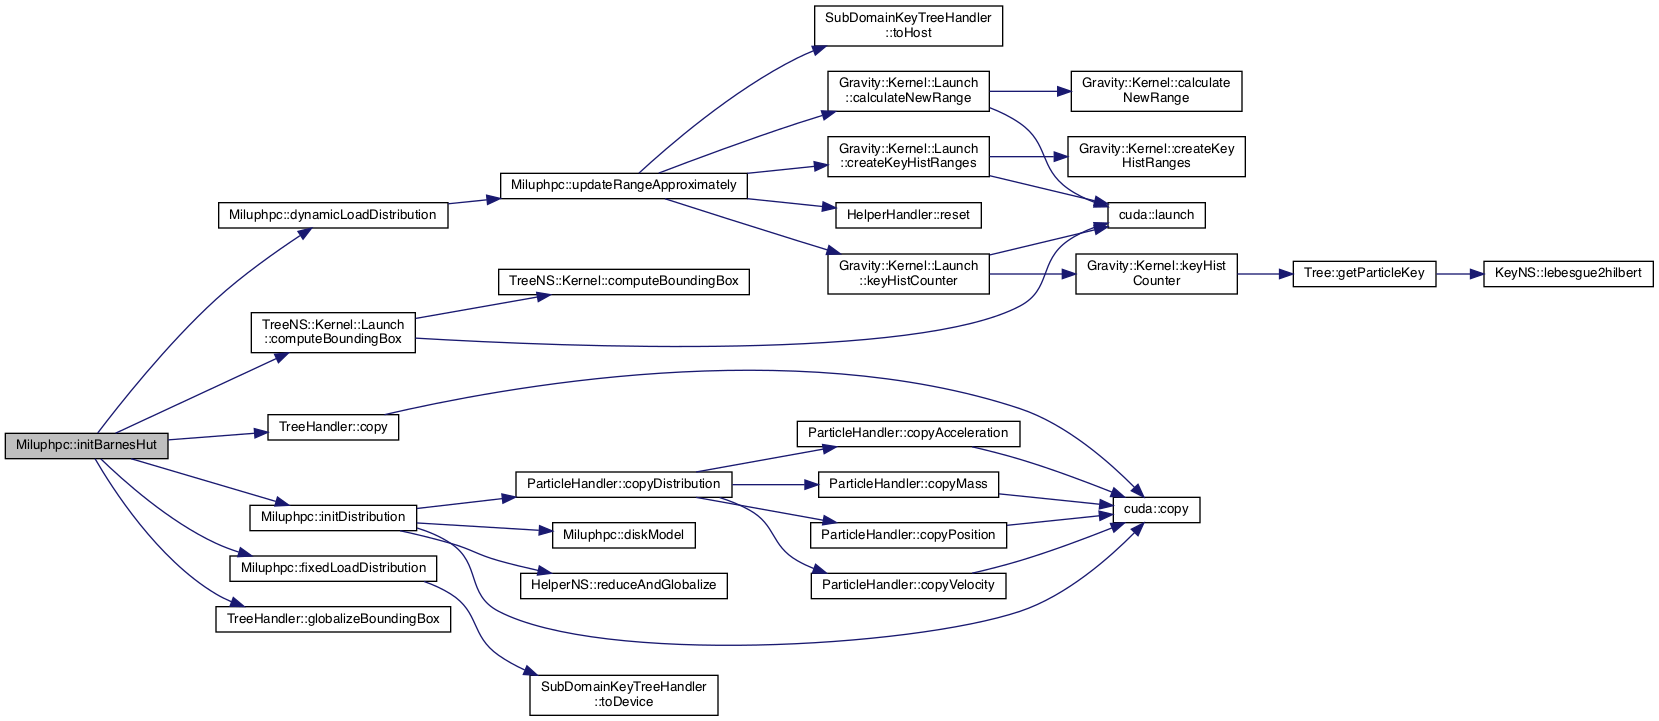 SubDomainKeyTreeHandler
::toHost
Gravity::Kernel::Launch
::calculateNewRange
Gravity::Kernel::calculate
NewRange
Gravity::Kernel::Launch
::createKeyHistRanges
Gravity::Kernel::createKey
HistRanges
Miluphpc::updateRangeApproximately
Miluphpc::dynamicLoadDistribution
HelperHandler::reset
cuda::launch
Gravity::Kernel::Launch
::keyHistCounter
Gravity::Kernel::keyHist
Counter
Tree::getParticleKey
KeyNS::lebesgue2hilbert
TreeNS::Kernel::computeBoundingBox
TreeNS::Kernel::Launch
::computeBoundingBox
TreeHandler::copy
Miluphpc::initBarnesHut
ParticleHandler::copyAcceleration
ParticleHandler::copyDistribution
ParticleHandler::copyMass
cuda::copy
Miluphpc::initDistribution
Miluphpc::diskModel
ParticleHandler::copyPosition
Miluphpc::fixedLoadDistribution
HelperNS::reduceAndGlobalize
ParticleHandler::copyVelocity
TreeHandler::globalizeBoundingBox
SubDomainKeyTreeHandler
::toDevice